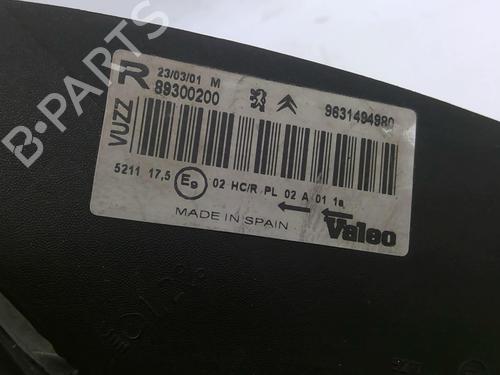 B-PARTS
R 23/03/01 M
89300200
9631494980
VUZZ
5211 17,5 E9 02 HC/R PL 02 A 01 1a
MADE IN SPAIN
Valeo